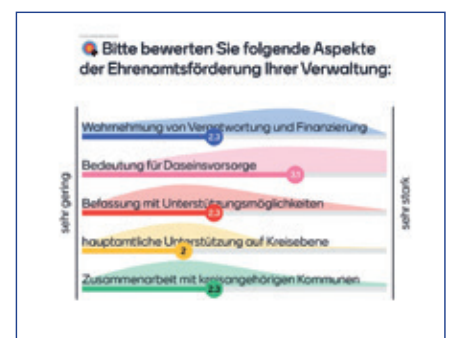 Bitte bewerten Sie folgende Aspekte
der Ehrenamtsförderung Ihrer Verwaltung:
sehr gering
Wahrnehmung von Verantwortung und Finanzierung
2.3
Bedeutung für Daseinsvorsorge
3.1
Befassung mit Unterstützungsmöglichkeiten
2.3
hauptamtliche Unterstützung auf Kreisebene
2
Zusammenarbeit mit kreisangehörigen Kommunen
2.3
sehr stark